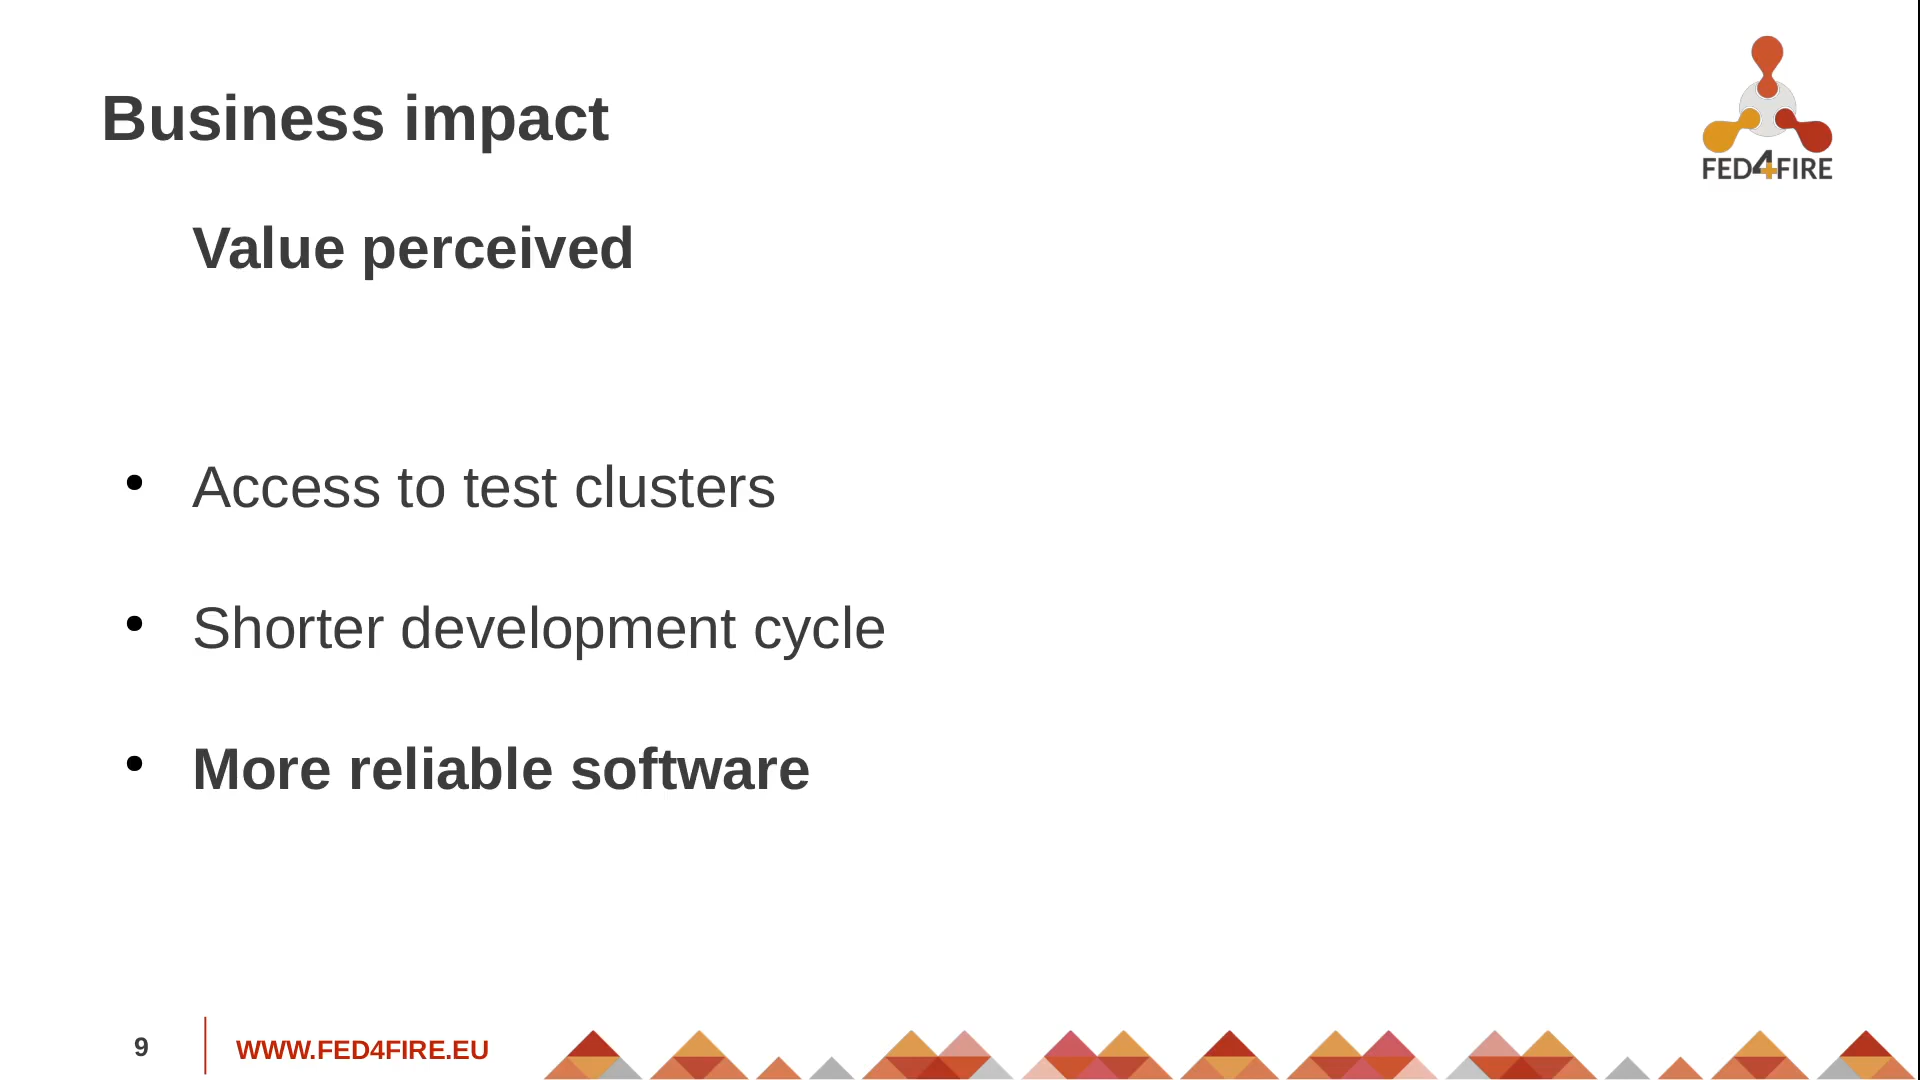 Business impact
FED4FIRE
Value perceived
• Access to test clusters
• Shorter development cycle
• More reliable software
9
WWW.FED4FIRE.EU